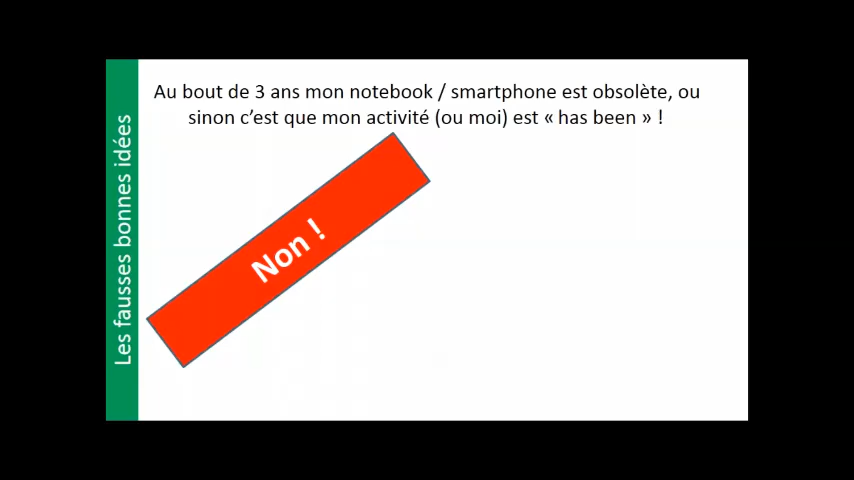 Au bout de 3 ans mon notebook / smartphone est obsolète, ou
sinon c’est que mon activité (ou moi) est « has been » !
Non !
Les fausses bonnes idées